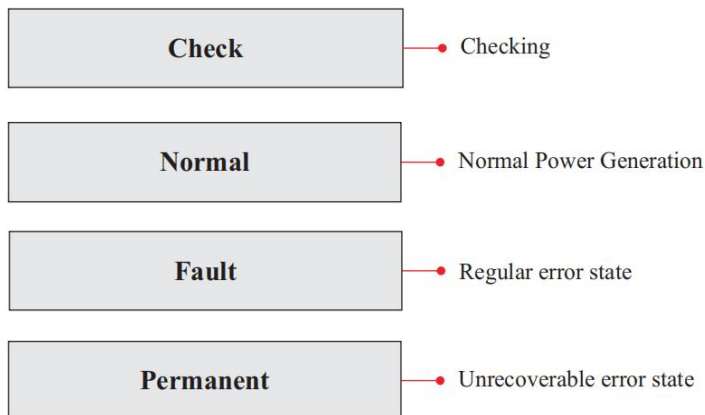 Check
Checking
Normal
Normal Power Generation
Fault
Regular error state
Permanent
Unrecoverable error state